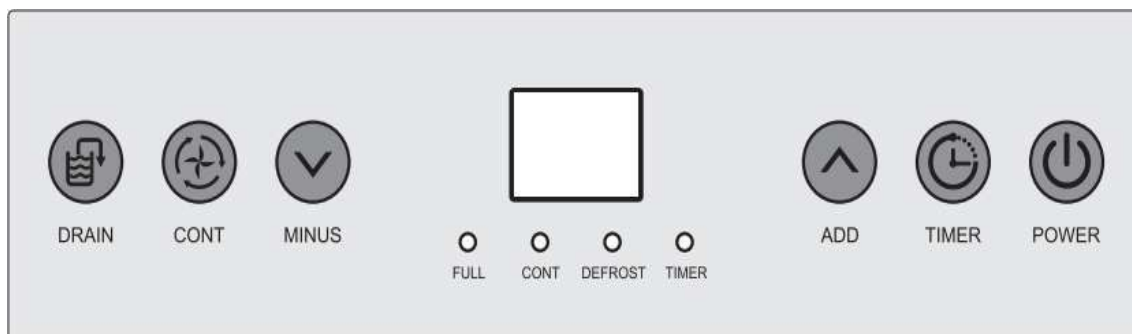 DRAIN CONT MINUS ADD TIMER POWER
FULL CONT DEFROST TIMER